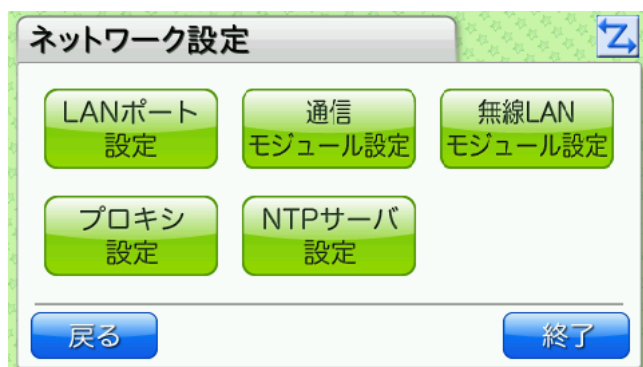 ネットワーク設定
Z
LANポート
設定
通信
モジュール設定
無線LAN
モジュール設定
プロキシ
設定
NTPサーバ
設定
戻る
終了